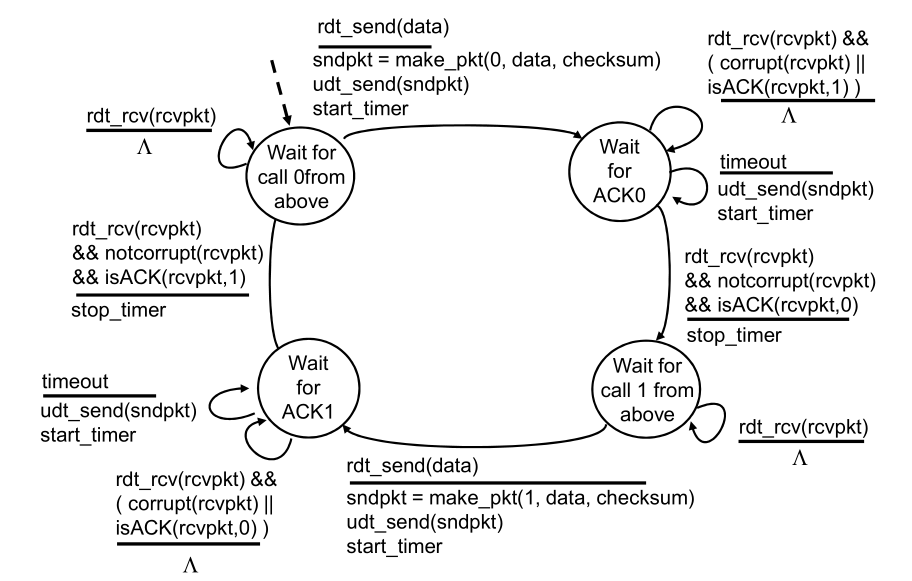 rdt_send(data)
sndpkt = make_pkt(0, data, checksum)
udt_send(sndpkt)
start_timer
rdt_rcv(rcvpkt) &&
( corrupt(rcvpkt) ||
isACK(rcvpkt,1) )
Λ
rdt_rcv(rcvpkt)
Λ
Wait for
call 0from
above
Wait
for
ACK0
timeout
udt_send(sndpkt)
start_timer
rdt_rcv(rcvpkt)
&& notcorrupt(rcvpkt)
&& isACK(rcvpkt,1)
stop_timer
rdt_rcv(rcvpkt)
&& notcorrupt(rcvpkt)
&& isACK(rcvpkt,0)
stop_timer
Wait
for
ACK1
Wait for
call 1 from
above
timeout
udt_send(sndpkt)
start_timer
rdt_rcv(rcvpkt)
Λ
rdt_rcv(rcvpkt) &&
( corrupt(rcvpkt) ||
isACK(rcvpkt,0) )
Λ
rdt_send(data)
sndpkt = make_pkt(1, data, checksum)
udt_send(sndpkt)
start_timer